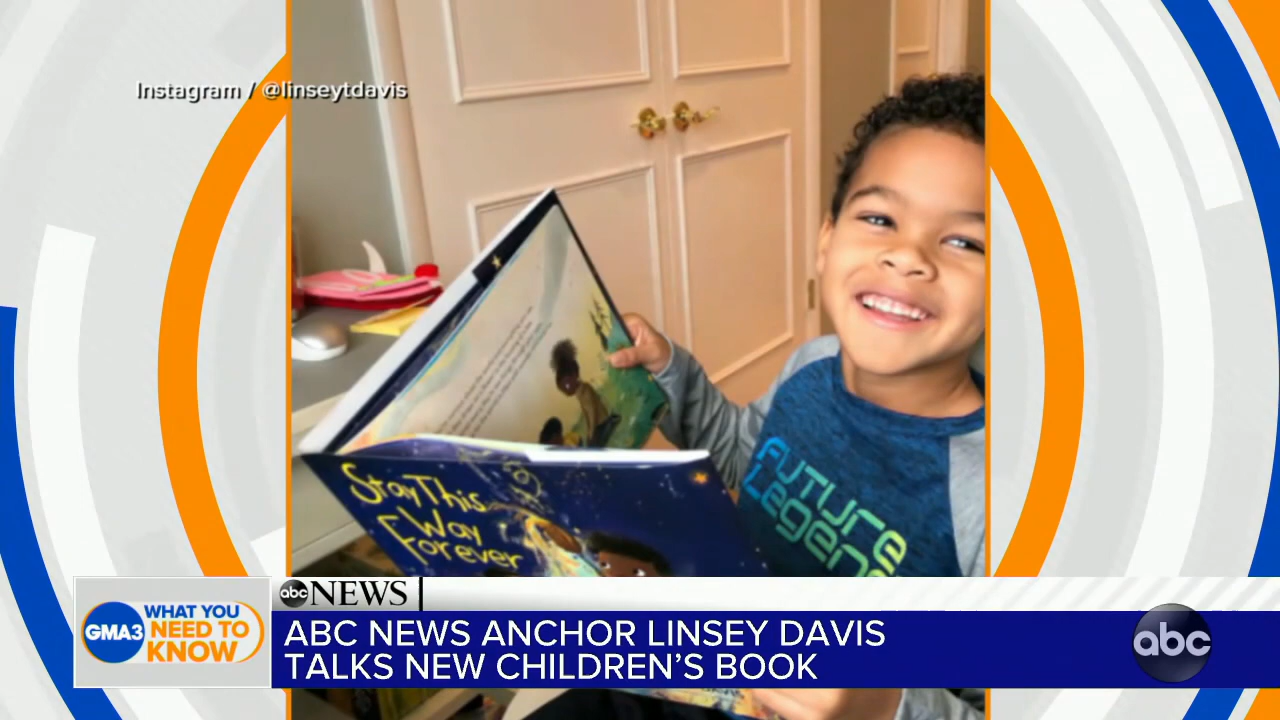 Instagram / @linseytdavis
Stay This
Way
Forever
FUTURE
LEGEN
abc NEWS
GMA3
WHAT YOU
NEED TO
KNOW
ABC NEWS ANCHOR LINSEY DAVIS
TALKS NEW CHILDREN'S BOOK
abc